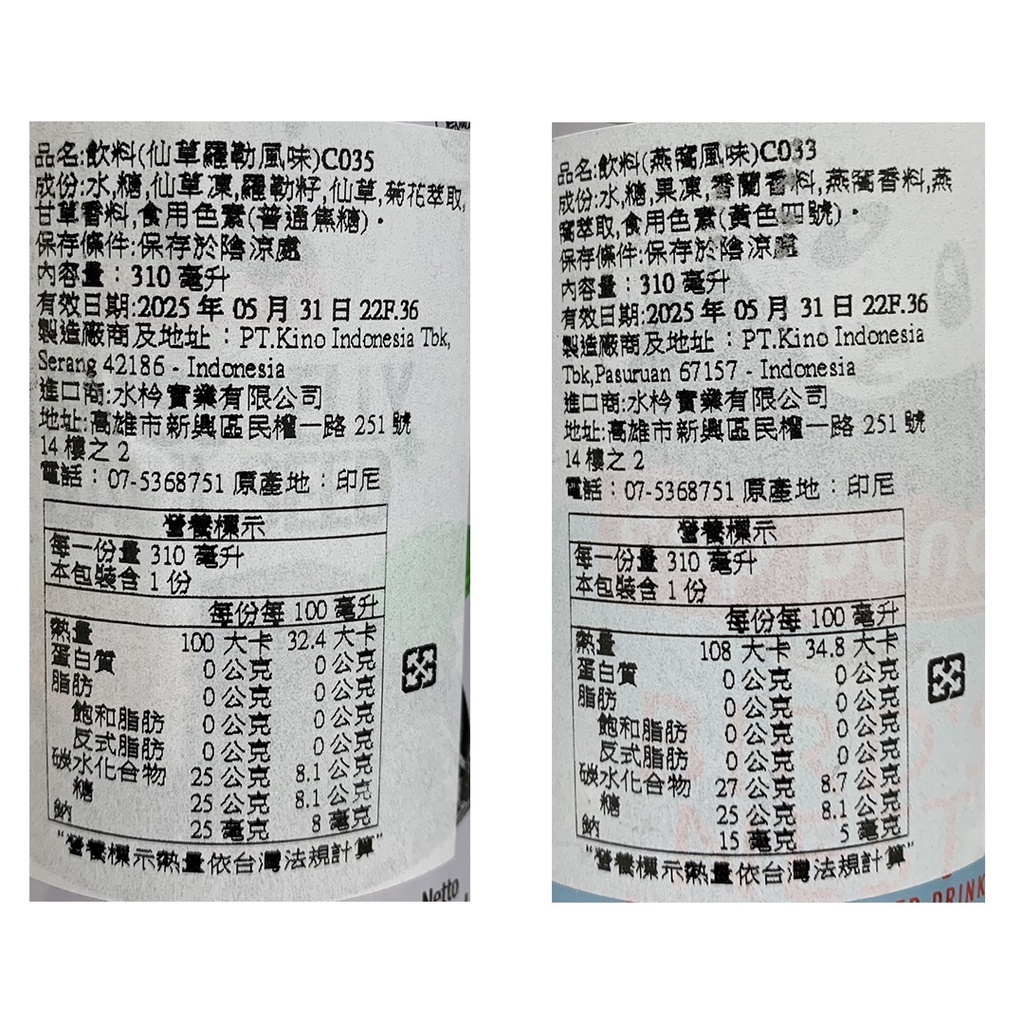 品名:飲料(仙草羅勒風味)C035
成份:水,糖,仙草凍,羅勒籽,仙草,菊花萃取,
甘草香料,食用色素(普通焦糖)。
保存條件:保存於陰涼處
內容量：310 毫升
有效日期:2025 年 05 月 31 日 22F.36
製造廠商及地址：PT.Kino Indonesia Tbk,
Serang 42186 - Indonesia
進口商:水衿實業有限公司
地址:高雄市新興區民權一路 251 號
14 樓之 2
電話：07-5368751 原產地：印尼
營養標示
每一份量 310 毫升
本包裝含 1 份
每份每 100 毫升
熱量 100 大卡 32.4 大卡
蛋白質 0 公克 0 公克
脂肪 0 公克 0 公克
飽和脂肪 0 公克 0 公克
反式脂肪 0 公克 0 公克
碳水化合物 25 公克 8.1 公克
糖 25 公克 8.1 公克
鈉 25 毫克 8 毫克
"營養標示熱量依台灣法規計算"
Netto
品名:飲料(燕窩風味)C033
成份:水,糖,果凍,香蘭香料,燕窩香料,燕
窩萃取,食用色素(黃色四號)。
保存條件:保存於陰涼處
內容量：310 毫升
有效日期:2025 年 05 月 31 日 22F.36
製造廠商及地址：PT.Kino Indonesia
Tbk,Pasuruan 67157 - Indonesia
進口商:水衿實業有限公司
地址:高雄市新興區民權一路 251 號
14 樓之 2
電話：07-5368751 原產地：印尼
營養標示
每一份量 310 毫升
本包裝含 1 份
每份每 100 毫升
熱量 108 大卡 34.8 大卡
蛋白質 0 公克 0 公克
脂肪 0 公克 0 公克
飽和脂肪 0 公克 0 公克
反式脂肪 0 公克 0 公克
碳水化合物 27 公克 8.7 公克
糖 25 公克 8.1 公克
鈉 15 毫克 5 毫克
"營養標示熱量依台灣法規計算"
DRINK